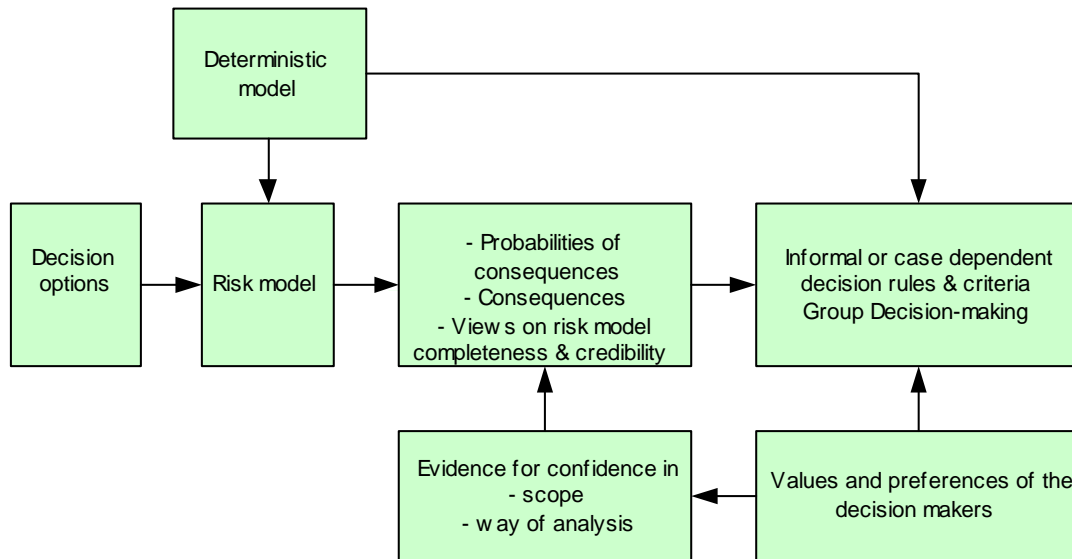 Deterministic
model
Decision
options
Risk model
- Probabilities of
consequences
- Consequences
- Views on risk model
completeness & credibility
Informal or case dependent
decision rules & criteria
Group Decision-making
Evidence for confidence in
- scope
- way of analysis
Values and preferences of the
decision makers